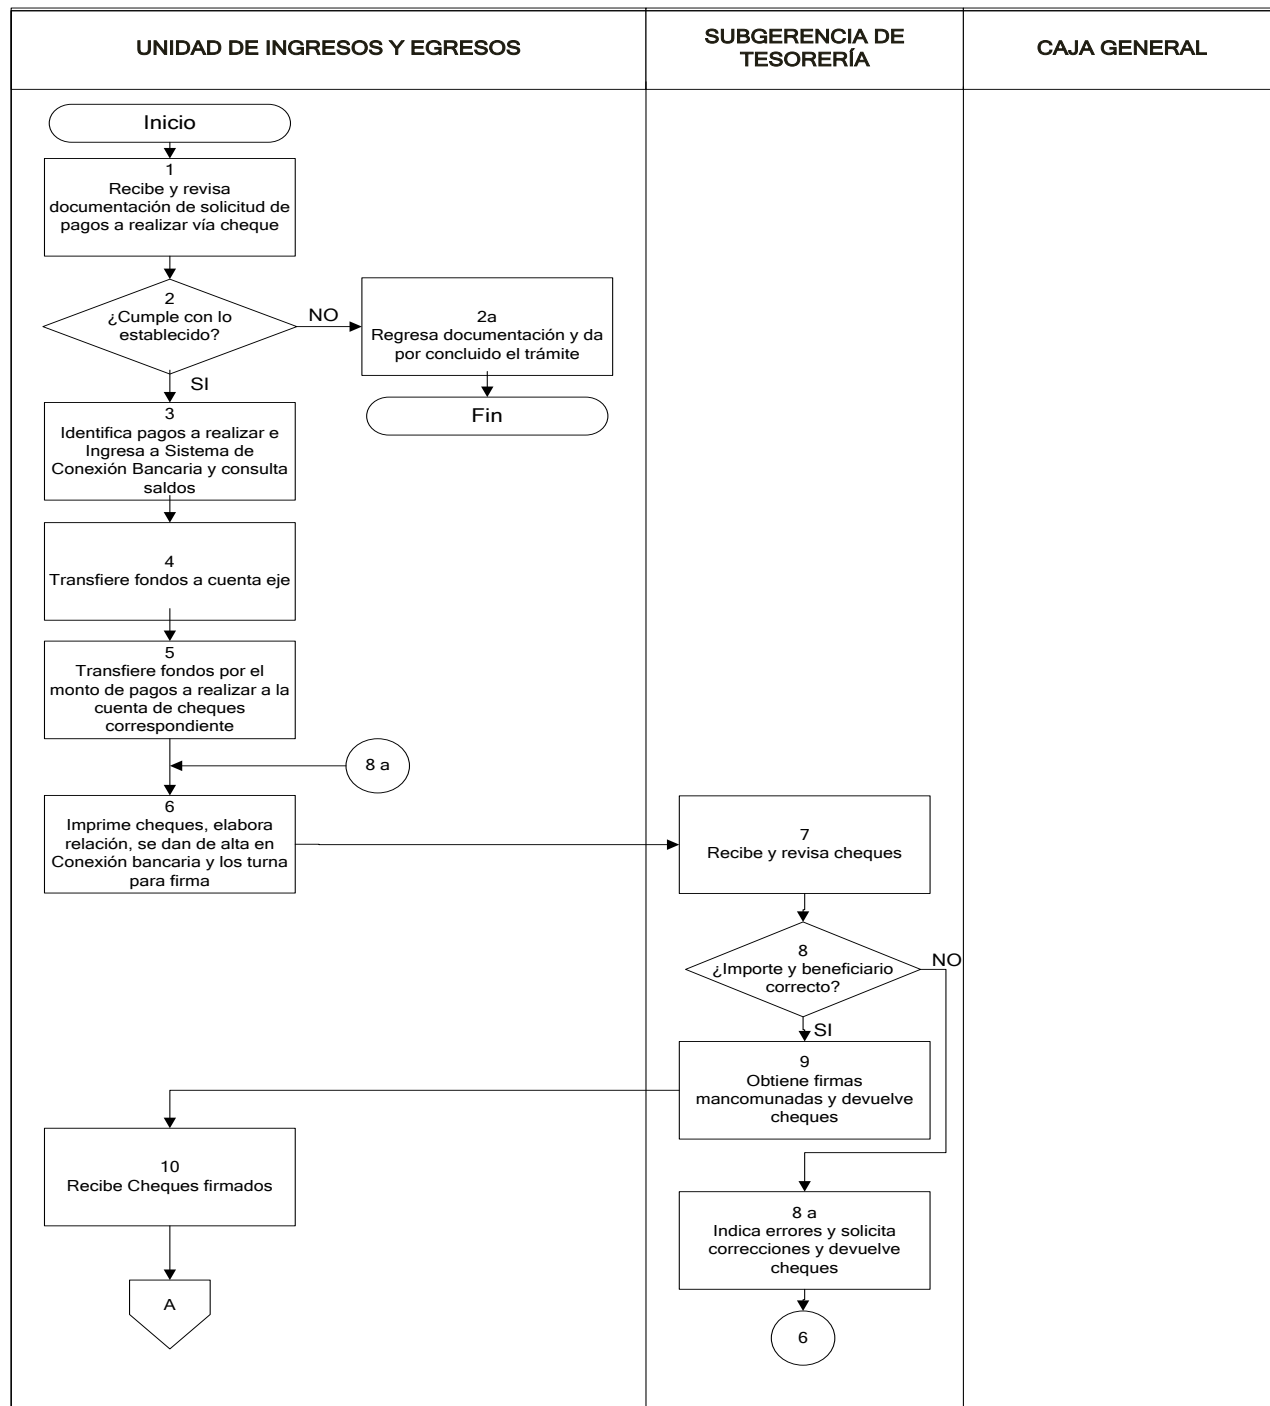 UNIDAD DE INGRESOS Y EGRESOS
SUBGERENCIA DE
TESORERÍA
CAJA GENERAL
Inicio
1
Recibe y revisa
documentación de solicitud de
pagos a realizar vía cheque
2
¿Cumple con lo
establecido?
NO
2a
Regresa documentación y da
por concluido el trámite
SI
Fin
3
Identifica pagos a realizar e
Ingresa a Sistema de
Conexión Bancaria y consulta
saldos
4
Transfiere fondos a cuenta eje
5
Transfiere fondos por el
monto de pagos a realizar a la
cuenta de cheques
correspondiente
8 a
6
Imprime cheques, elabora
relación, se dan de alta en
Conexión bancaria y los turna
para firma
7
Recibe y revisa cheques
8
¿Importe y beneficiario
correcto?
NO
SI
9
Obtiene firmas
mancomunadas y devuelve
cheques
10
Recibe Cheques firmados
8 a
Indica errores y solicita
correcciones y devuelve
cheques
A
6